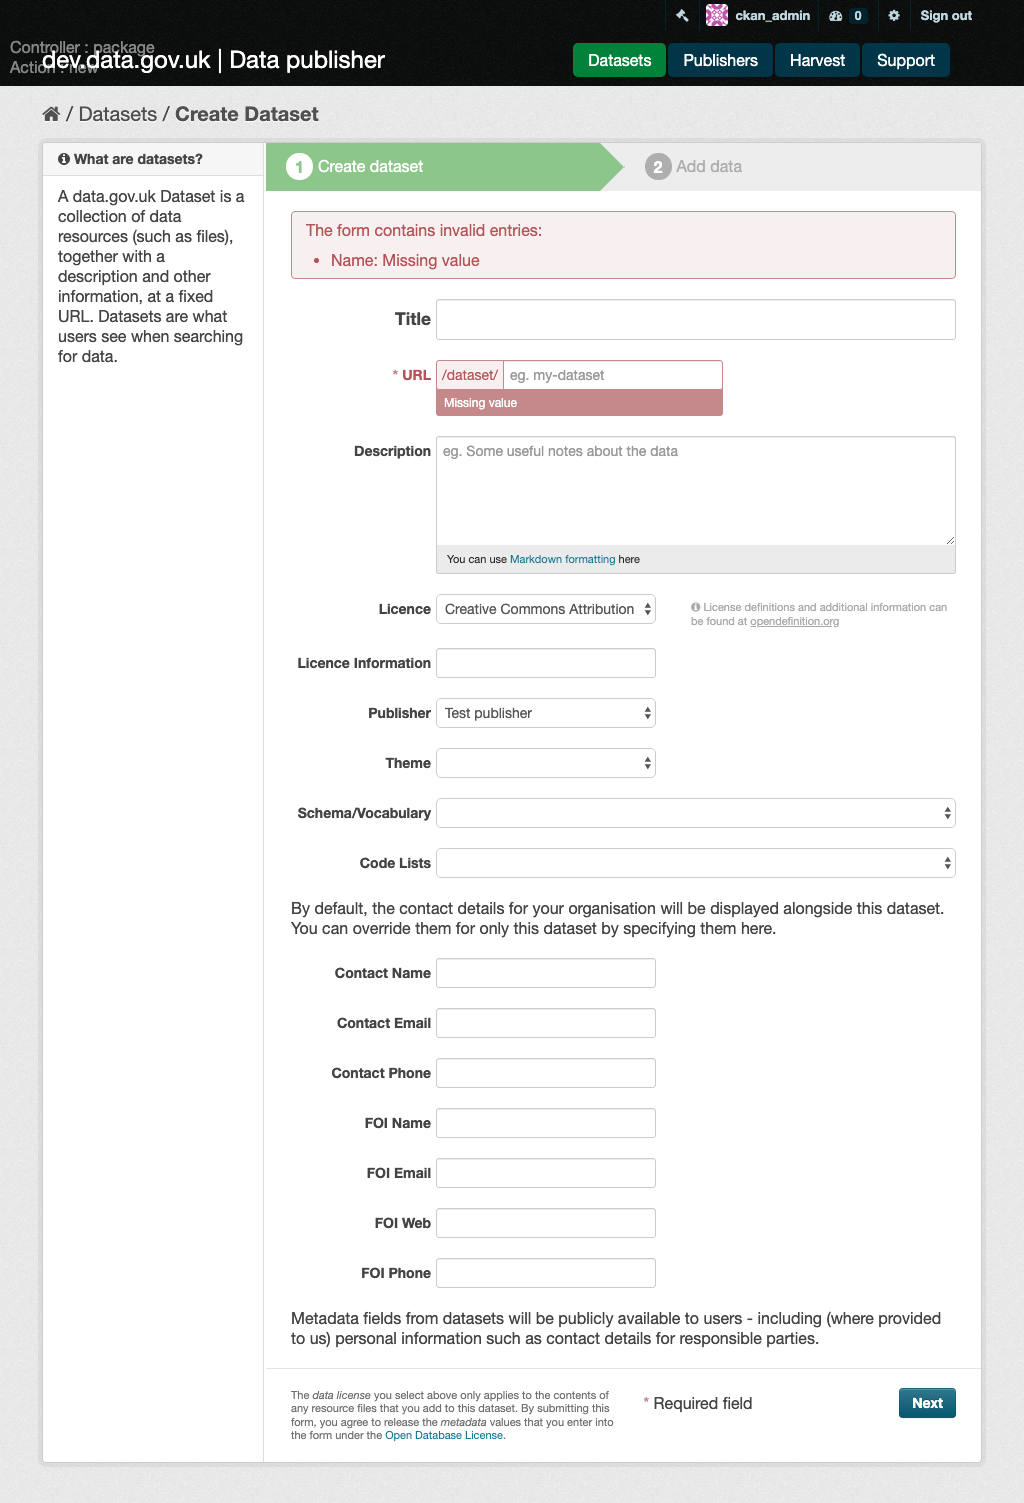 ckan_admin
0
Sign out
Controller : package
Action : new
dev.data.gov.uk | Data publisher
Datasets
Publishers
Harvest
Support
/ Datasets / Create Dataset
What are datasets?
A data.gov.uk Dataset is a
collection of data
resources (such as files),
together with a
description and other
information, at a fixed
URL. Datasets are what
users see when searching
for data.
1 Create dataset
2 Add data
The form contains invalid entries:
• Name: Missing value
Title
* URL
/dataset/
eg. my-dataset
Missing value
Description
eg. Some useful notes about the data
You can use Markdown formatting here
Licence
Creative Commons Attribution
License definitions and additional information can
be found at opendefinition.org
Licence Information
Publisher
Test publisher
Theme
Schema/Vocabulary
Code Lists
By default, the contact details for your organisation will be displayed alongside this dataset.
You can override them for only this dataset by specifying them here.
Contact Name
Contact Email
Contact Phone
FOI Name
FOI Email
FOI Web
FOI Phone
Metadata fields from datasets will be publicly available to users - including (where provided
to us) personal information such as contact details for responsible parties.
The data license you select above only applies to the contents of
any resource files that you add to this dataset. By submitting this
form, you agree to release the metadata values that you enter into
the form under the Open Database License.
* Required field
Next